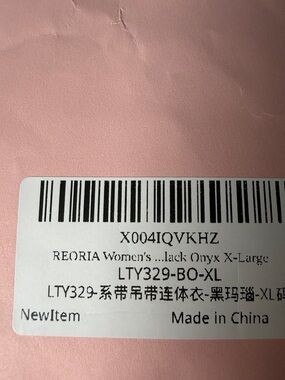 X004IQVKHZ
REORIA Women's ...lack Onyx X-Large
LTY329-BO-XL
LTY329-系带吊带连体衣-黑玛瑙-XL码
NewItem Made in China